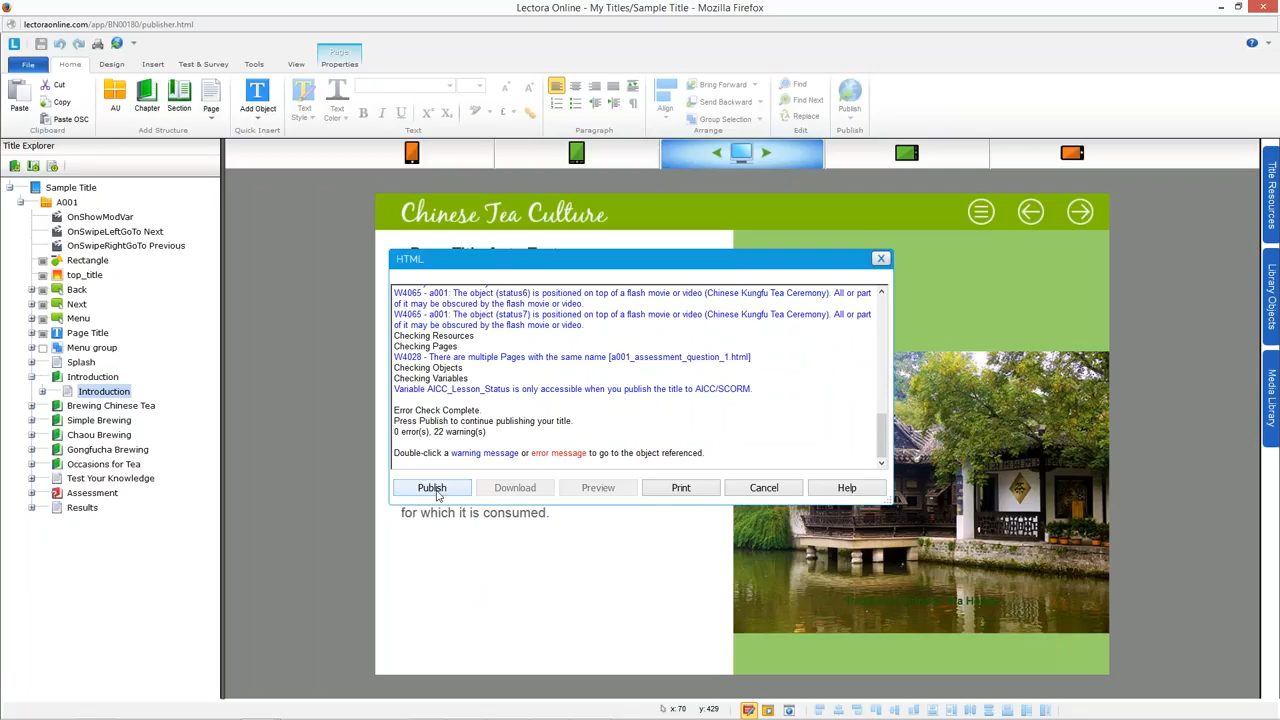 Lectora Online - My Titles/Sample Title - Mozilla Firefox
lectoraonline.com/app/BN00180/publisher.html
Page
File Home Design Insert Test & Survey Tools View Properties
Paste
Cut
Copy
Paste OSC
Clipboard
AU
Chapter
Section
Page
Add Structure
Add Object
Quick Insert
Text Style
Text Color
B I U
Text
Paragraph
Align
Bring Forward
Send Backward
Group Selection
Arrange
Find
Find Next
Replace
Edit
Publish
Publish
Title Explorer
Sample Title
A001
OnShowModVar
OnSwipeLeftGoTo Next
OnSwipeRightGoTo Previous
Rectangle
top_title
Back
Next
Menu
Page Title
Menu group
Splash
Introduction
Introduction
Brewing Chinese Tea
Simple Brewing
Chaou Brewing
Gongfucha Brewing
Occasions for Tea
Test Your Knowledge
Assessment
Results
Chinese Tea Culture
HTML
W4065 - a001: The object (status6) is positioned on top of a flash movie or video (Chinese Kungfu Tea Ceremony). All or part
of it may be obscured by the flash movie or video.
W4065 - a001: The object (status7) is positioned on top of a flash movie or video (Chinese Kungfu Tea Ceremony). All or part
of it may be obscured by the flash movie or video.
Checking Resources
Checking Pages
W4028 - There are multiple Pages with the same name [a001_assessment_question_1.html]
Checking Objects
Checking Variables
Variable AICC_Lesson_Status is only accessible when you publish the title to AICC/SCORM.
Error Check Complete.
Press Publish to continue publishing your title.
0 error(s), 22 warning(s)
Double-click a warning message or error message to go to the object referenced.
Publish Download Preview Print Cancel Help
for which it is consumed.
Title Resources
Library Objects
Media Library
x: 70 y: 429